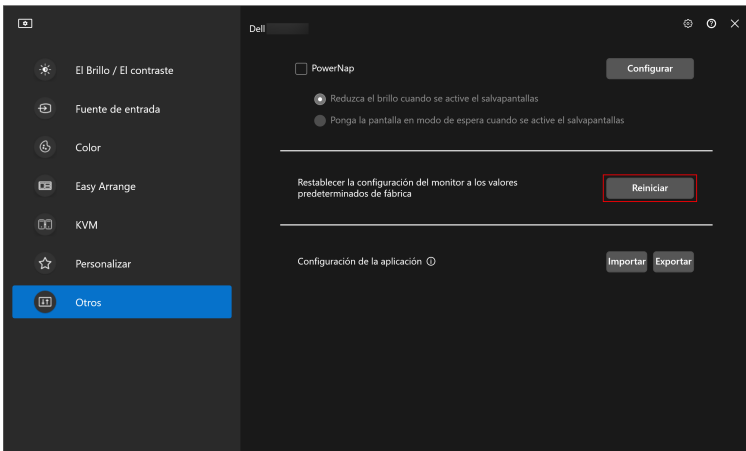 Dell
El Brillo / El contraste
Fuente de entrada
Color
Easy Arrange
KVM
Personalizar
Otros
PowerNap
Configurar
Reduzca el brillo cuando se active el salvapantallas
Ponga la pantalla en modo de espera cuando se active el salvapantallas
Restablecer la configuración del monitor a los valores
predeterminados de fábrica
Reiniciar
Configuración de la aplicación
Importar
Exportar